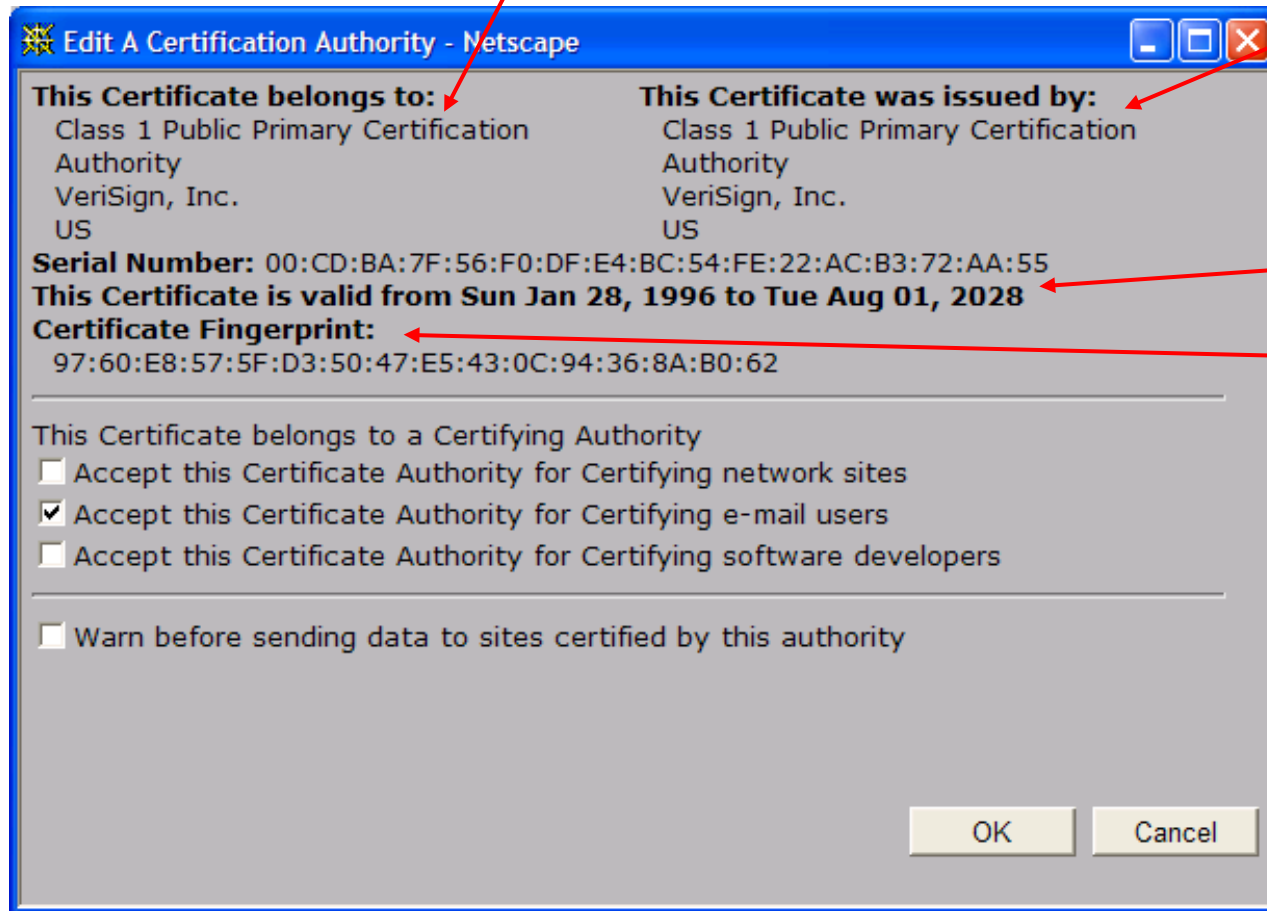 Edit A Certification Authority - Netscape
This Certificate belongs to:
Class 1 Public Primary Certification
Authority
VeriSign, Inc.
US
This Certificate was issued by:
Class 1 Public Primary Certification
Authority
VeriSign, Inc.
US
Serial Number: 00:CD:BA:7F:56:F0:DF:E4:BC:54:FE:22:AC:B3:72:AA:55
This Certificate is valid from Sun Jan 28, 1996 to Tue Aug 01, 2028
Certificate Fingerprint:
97:60:E8:57:5F:D3:50:47:E5:43:0C:94:36:8A:B0:62
This Certificate belongs to a Certifying Authority
Accept this Certificate Authority for Certifying network sites
Accept this Certificate Authority for Certifying e-mail users
Accept this Certificate Authority for Certifying software developers
Warn before sending data to sites certified by this authority
OK
Cancel